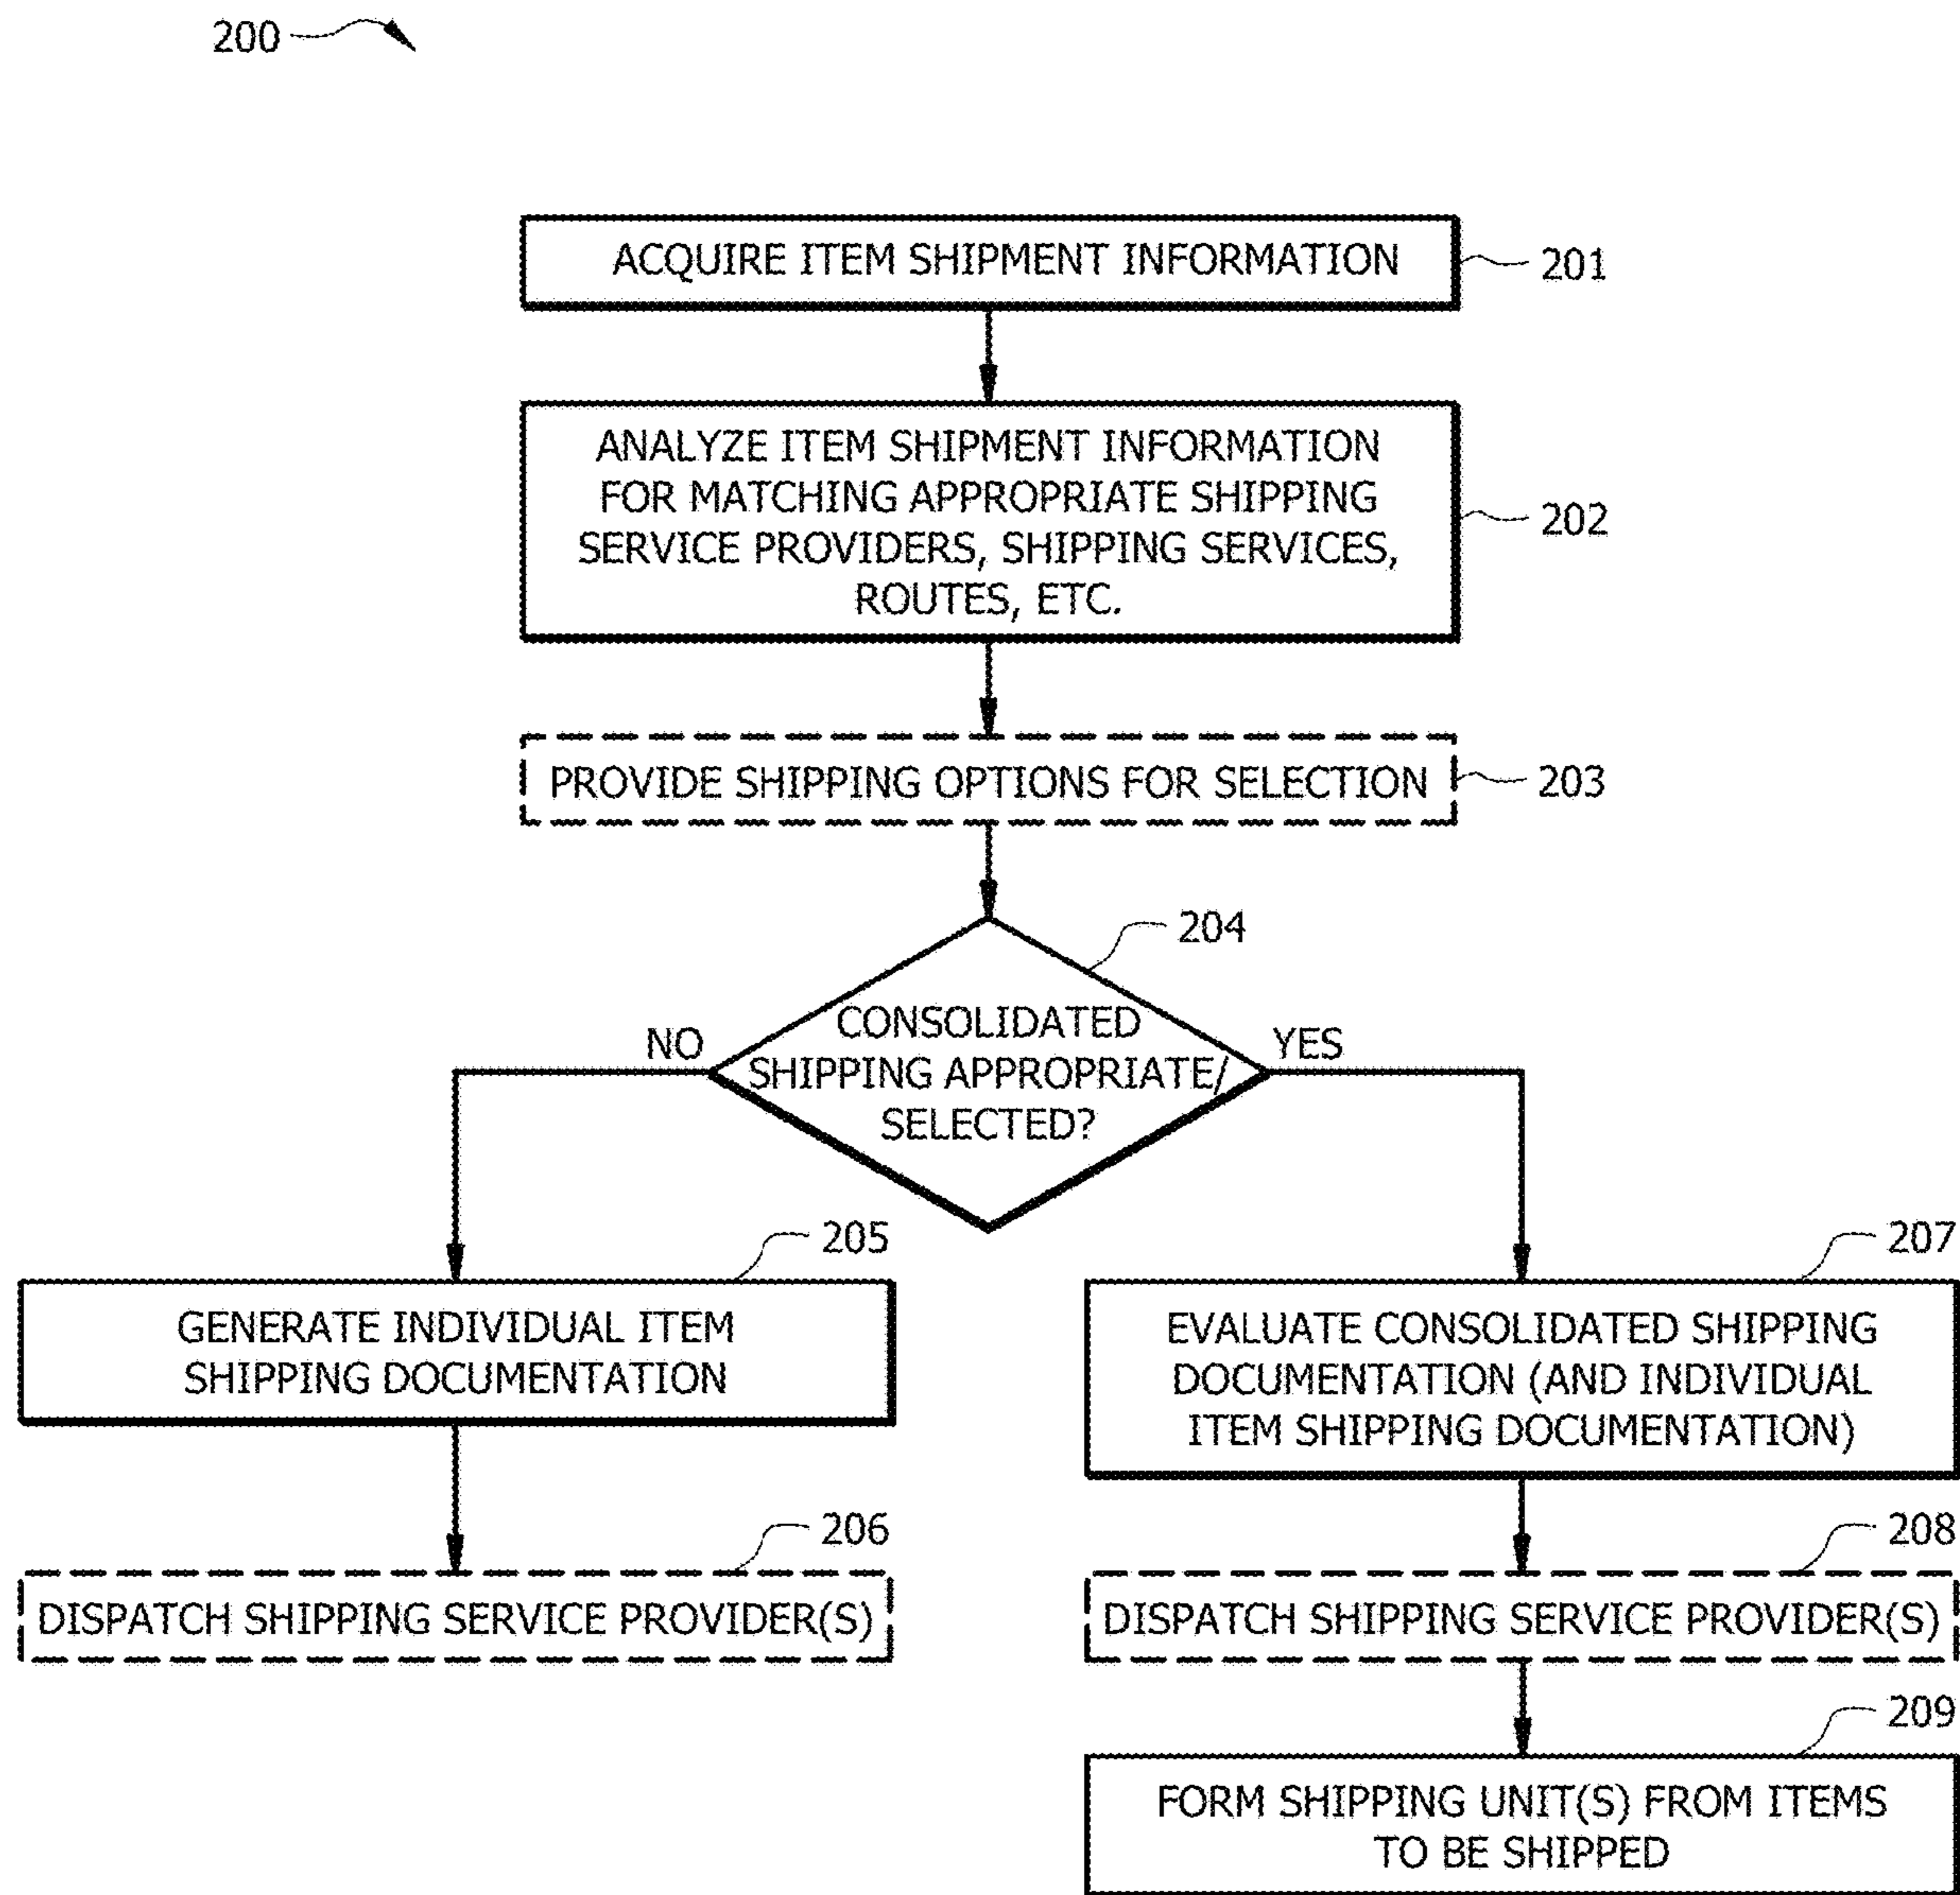 200
ACQUIRE ITEM SHIPMENT INFORMATION
201
ANALYZE ITEM SHIPMENT INFORMATION
FOR MATCHING APPROPRIATE SHIPPING
SERVICE PROVIDERS, SHIPPING SERVICES,
ROUTES, ETC.
202
PROVIDE SHIPPING OPTIONS FOR SELECTION
203
204
CONSOLIDATED
SHIPPING APPROPRIATE/
SELECTED?
NO
YES
205
GENERATE INDIVIDUAL ITEM
SHIPPING DOCUMENTATION
206
DISPATCH SHIPPING SERVICE PROVIDER(S)
207
EVALUATE CONSOLIDATED SHIPPING
DOCUMENTATION (AND INDIVIDUAL
ITEM SHIPPING DOCUMENTATION)
208
DISPATCH SHIPPING SERVICE PROVIDER(S)
209
FORM SHIPPING UNIT(S) FROM ITEMS
TO BE SHIPPED